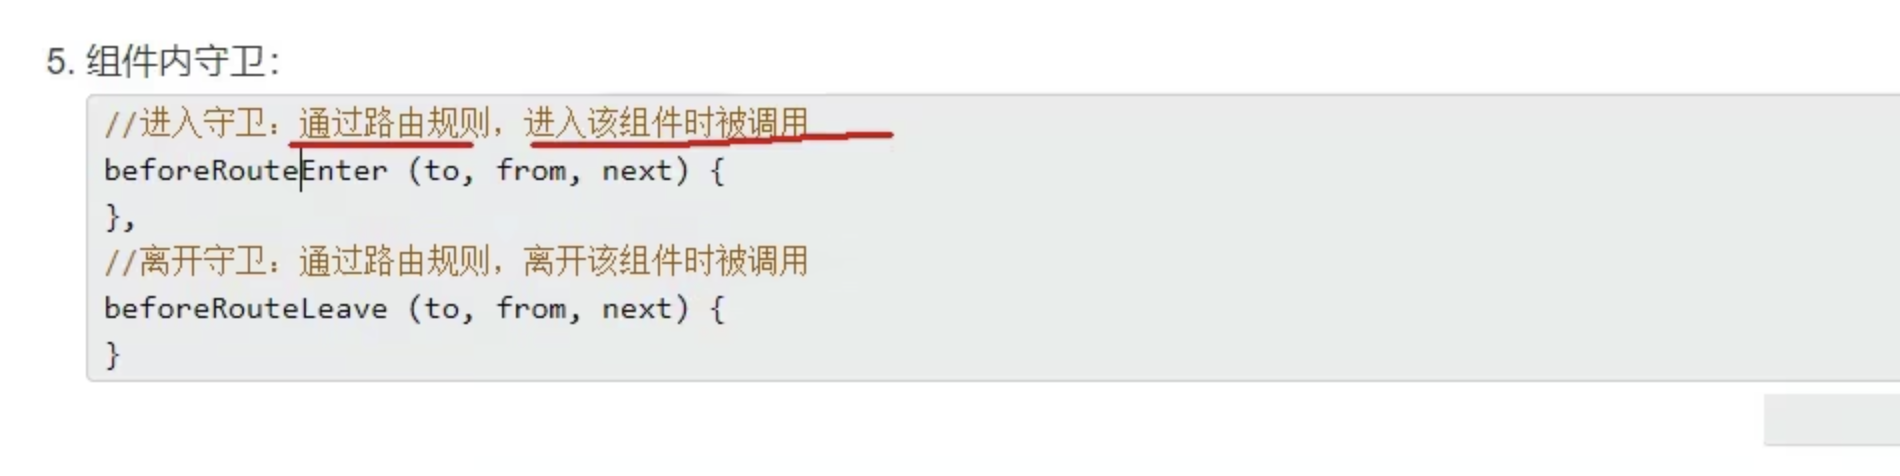 5. 组件内守卫：
//进入守卫：通过路由规则，进入该组件时被调用
beforeRouteEnter (to, from, next) {
},
//离开守卫：通过路由规则，离开该组件时被调用
beforeRouteLeave (to, from, next) {
}